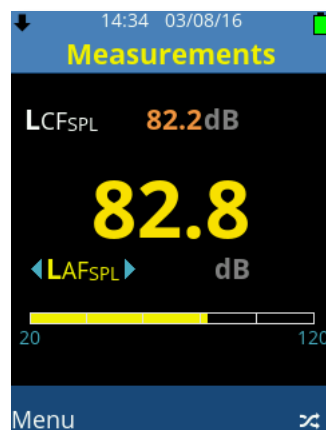 14:34 03/08/16
Measurements
LCFSPL 82.2dB
82.8
LAFSPL dB
20 120
Menu